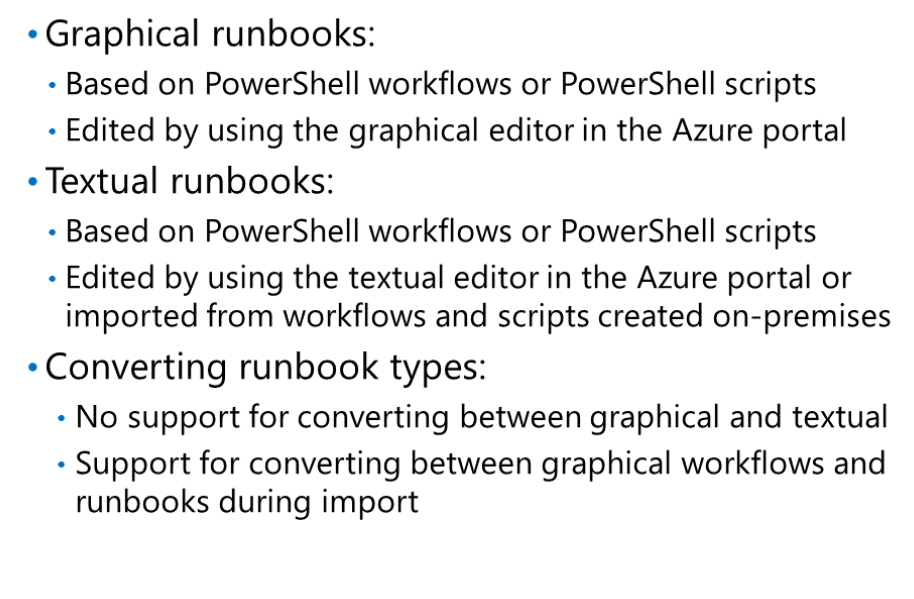 • Graphical runbooks:
• Based on PowerShell workflows or PowerShell scripts
• Edited by using the graphical editor in the Azure portal
• Textual runbooks:
• Based on PowerShell workflows or PowerShell scripts
• Edited by using the textual editor in the Azure portal or
imported from workflows and scripts created on-premises
• Converting runbook types:
• No support for converting between graphical and textual
• Support for converting between graphical workflows and
runbooks during import